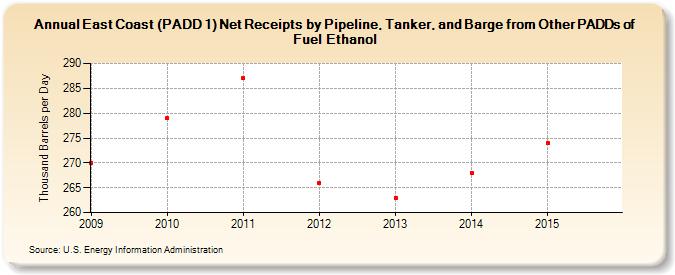 Annual East Coast (PADD 1) Net Receipts by Pipeline, Tanker, and Barge from Other PADDs of
Fuel Ethanol
Thousand Barrels per Day
290
285
280
275
270
265
260
2009 2010 2011 2012 2013 2014 2015
Source: U.S. Energy Information Administration